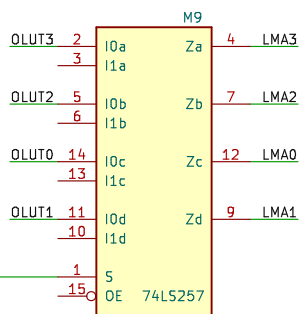 M9
OLUT3 2 I0a Za 4 LMA3
3 I1a
OLUT2 5 I0b Zb 7 LMA2
6 I1b
OLUT0 14 I0c Zc 12 LMA0
13 I1c
OLUT1 11 I0d Zd 9 LMA1
10 I1d
1 S
15 OE 74LS257